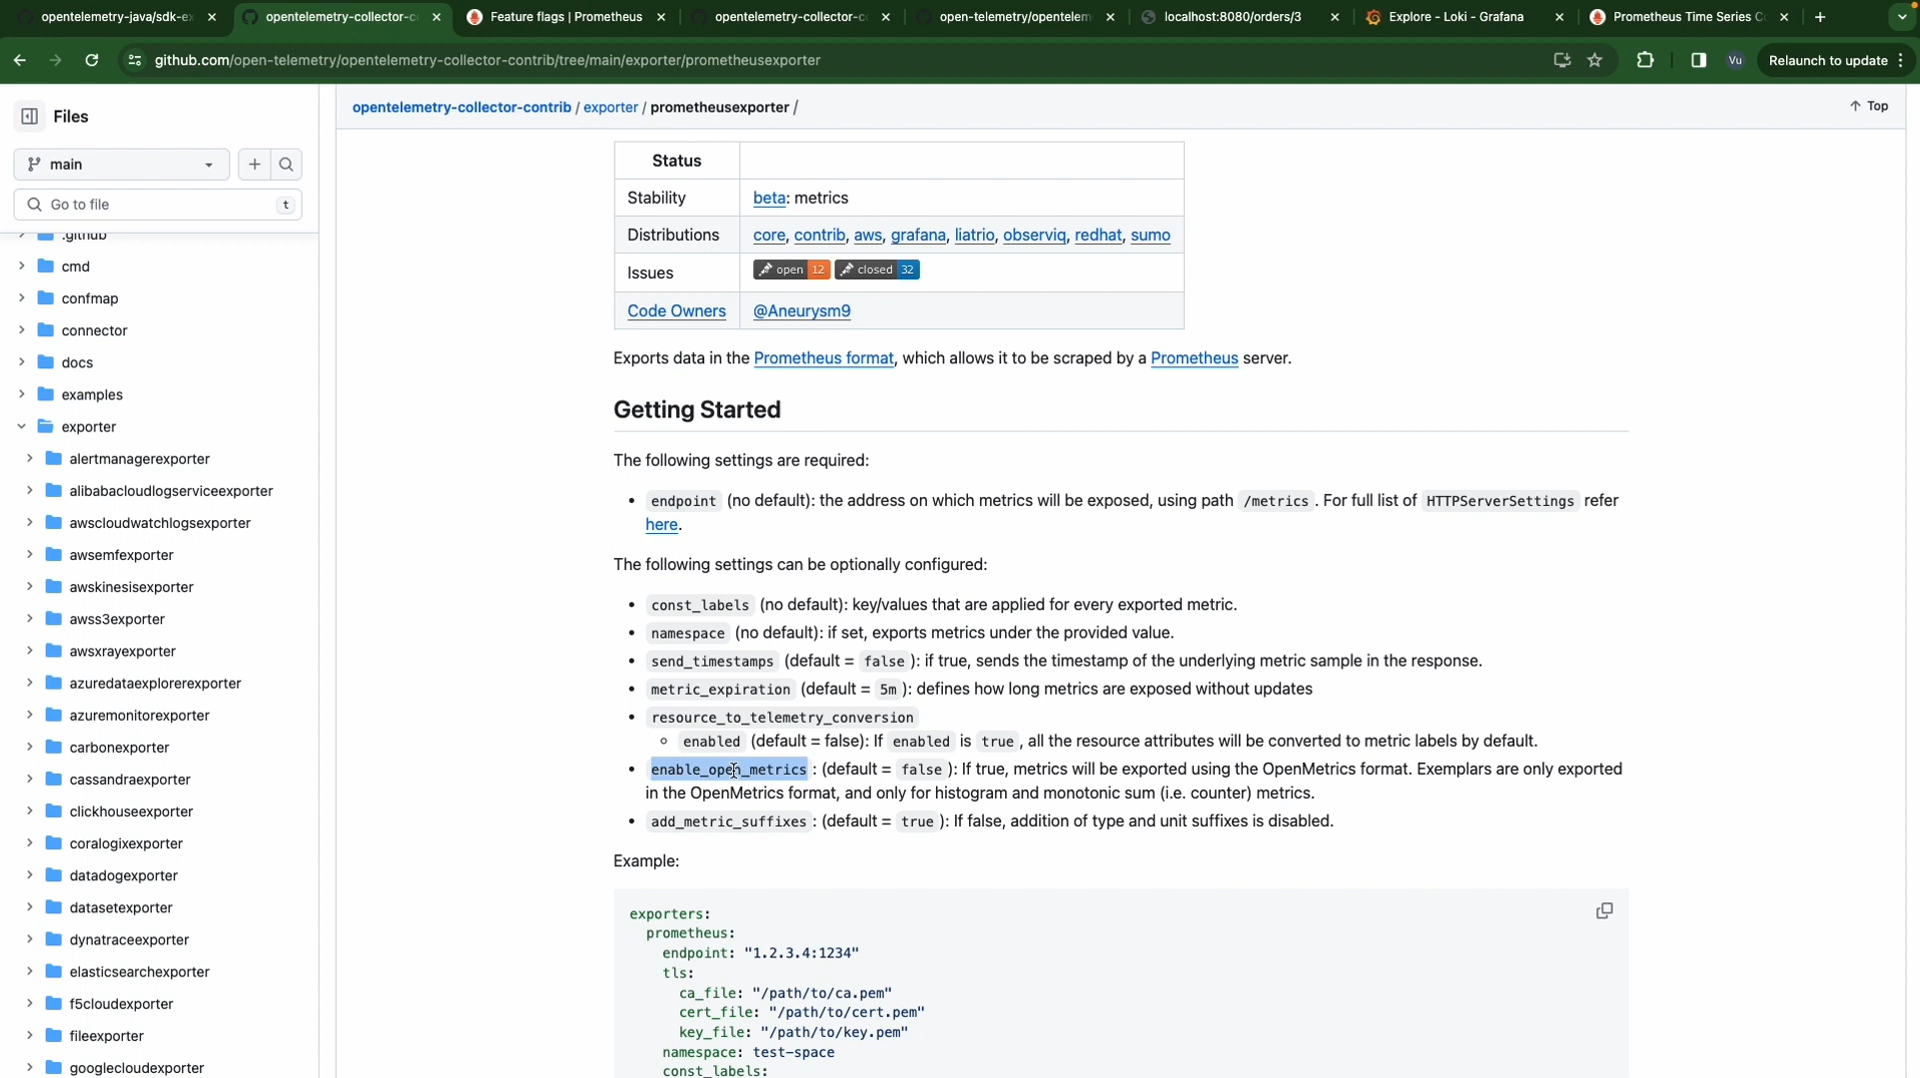 opentelemetry-java/sdk-ex
opentelemetry-collector-co
Feature flags | Prometheus
opentelemetry-collector-c
open-telemetry/opentelem
localhost:8080/orders/3
Explore - Loki - Grafana
Prometheus Time Series Co
github.com/open-telemetry/opentelemetry-collector-contrib/tree/main/exporter/prometheusexporter
Vu
Relaunch to update
Files
opentelemetry-collector-contrib / exporter / prometheusexporter /
Top
main
Go to file
t
.github
cmd
confmap
connector
docs
examples
exporter
alertmanagerexporter
alibabacloudlogserviceexporter
awscloudwatchlogsexporter
awsemfexporter
awskinesisexporter
awss3exporter
awsxrayexporter
azuredataexplorerexporter
azuremonitorexporter
carbonexporter
cassandraexporter
clickhouseexporter
coralogixexporter
datadogexporter
datasetexporter
dynatraceexporter
elasticsearchexporter
f5cloudexporter
fileexporter
googlecloudexporter
Status
Stability beta: metrics
Distributions core, contrib, aws, grafana, liatrio, observiq, redhat, sumo
Issues open 12 closed 32
Code Owners @Aneurysm9
Exports data in the Prometheus format, which allows it to be scraped by a Prometheus server.
Getting Started
The following settings are required:
• endpoint (no default): the address on which metrics will be exposed, using path /metrics. For full list of HTTPServerSettings refer
here.
The following settings can be optionally configured:
• const_labels (no default): key/values that are applied for every exported metric.
• namespace (no default): if set, exports metrics under the provided value.
• send_timestamps (default = false): if true, sends the timestamp of the underlying metric sample in the response.
• metric_expiration (default = 5m): defines how long metrics are exposed without updates
• resource_to_telemetry_conversion
◦ enabled (default = false): If enabled is true, all the resource attributes will be converted to metric labels by default.
• enable_open_metrics: (default = false): If true, metrics will be exported using the OpenMetrics format. Exemplars are only exported
in the OpenMetrics format, and only for histogram and monotonic sum (i.e. counter) metrics.
• add_metric_suffixes: (default = true): If false, addition of type and unit suffixes is disabled.
Example:
exporters:
prometheus:
endpoint: "1.2.3.4:1234"
tls:
ca_file: "/path/to/ca.pem"
cert_file: "/path/to/cert.pem"
key_file: "/path/to/key.pem"
namespace: test-space
const_labels: